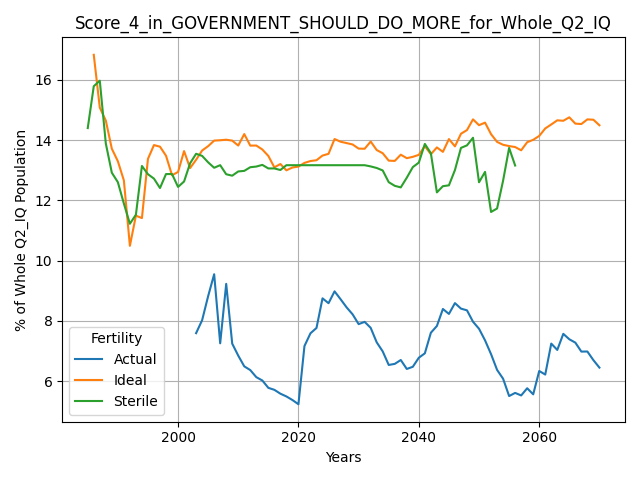 Score_4_in_GOVERNMENT_SHOULD_DO_MORE_for_Whole_Q2_IQ
% of Whole Q2_IQ Population
16
14
12
10
8
6
Fertility
Actual
Ideal
Sterile
2000
2020
2040
2060
Years